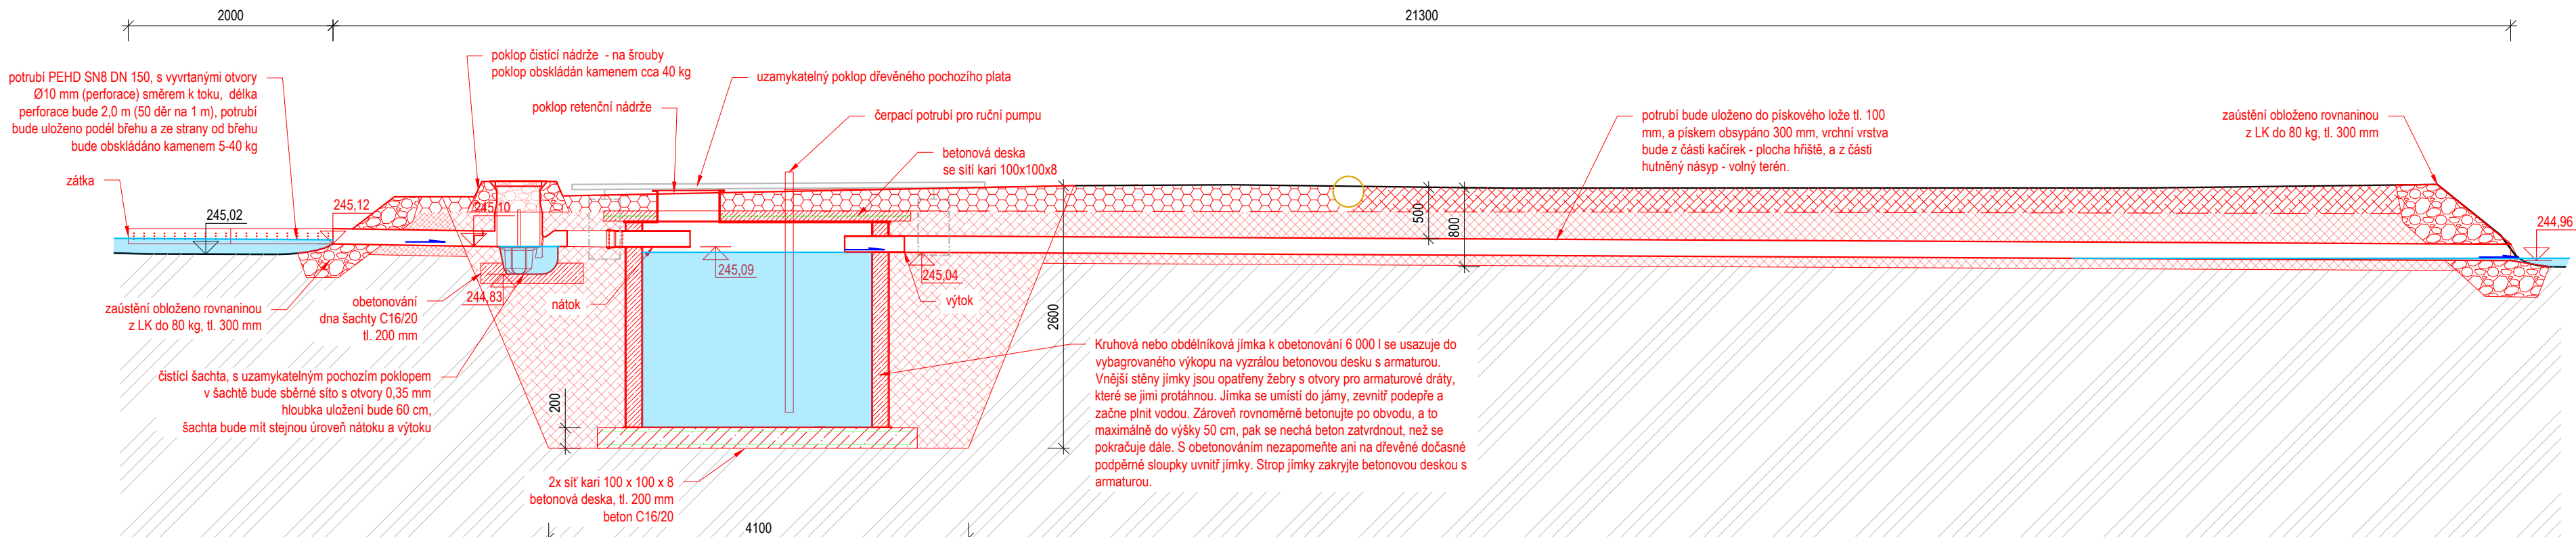 2000
21300
poklop čistící nádrže - na šrouby
poklop obskládán kamenem cca 40 kg
potrubí PEHD SN8 DN 150, s vyvrtanými otvory
Ø10 mm (perforace) směrem k toku, délka
perforace bude 2,0 m (50 děr na 1 m), potrubí
bude uloženo podél břehu a ze strany od břehu
bude obskládáno kamenem 5-40 kg
uzamykatelný poklop dřevěného pochozího plata
poklop retenční nádrže
čerpací potrubí pro ruční pumpu
betonová deska
se sítí kari 100x100x8
potrubí bude uloženo do pískového lože tl. 100
mm, a pískem obsypáno 300 mm, vrchní vrstva
bude z části kačírek - plocha hřiště, a z části
hutněný násyp - volný terén.
zaústění obloženo rovnaninou
z LK do 80 kg, tl. 300 mm
zátka
245,02
245,12
245,10
500
800
244,96
245,09
245,04
244,83
nátok
výtok
zaústění obloženo rovnaninou
z LK do 80 kg, tl. 300 mm
obetonování
dna šachty C16/20
tl. 200 mm
2600
čistící šachta, s uzamykatelným pochozím poklopem
v šachtě bude sběrné síto s otvory 0,35 mm
hloubka uložení bude 60 cm,
šachta bude mít stejnou úroveň nátoku a výtoku
200
Kruhová nebo obdélníková jímka k obetonování 6 000 l se usazuje do
vybagrovaného výkopu na vyzrálou betonovou desku s armaturou.
Vnější stěny jímky jsou opatřeny žebry s otvory pro armaturové dráty,
které se jimi protáhnou. Jímka se umístí do jámy, zevnitř podepře a
začne plnit vodou. Zároveň rovnoměrně betonujte po obvodu, a to
maximálně do výšky 50 cm, pak se nechá beton zatvrdnout, než se
pokračuje dále. S obetonováním nezapomeňte ani na dřevěné dočasné
podpěrné sloupky uvnitř jímky. Strop jímky zakryjte betonovou deskou s
armaturou.
2x síť kari 100 x 100 x 8
betonová deska, tl. 200 mm
beton C16/20
4100